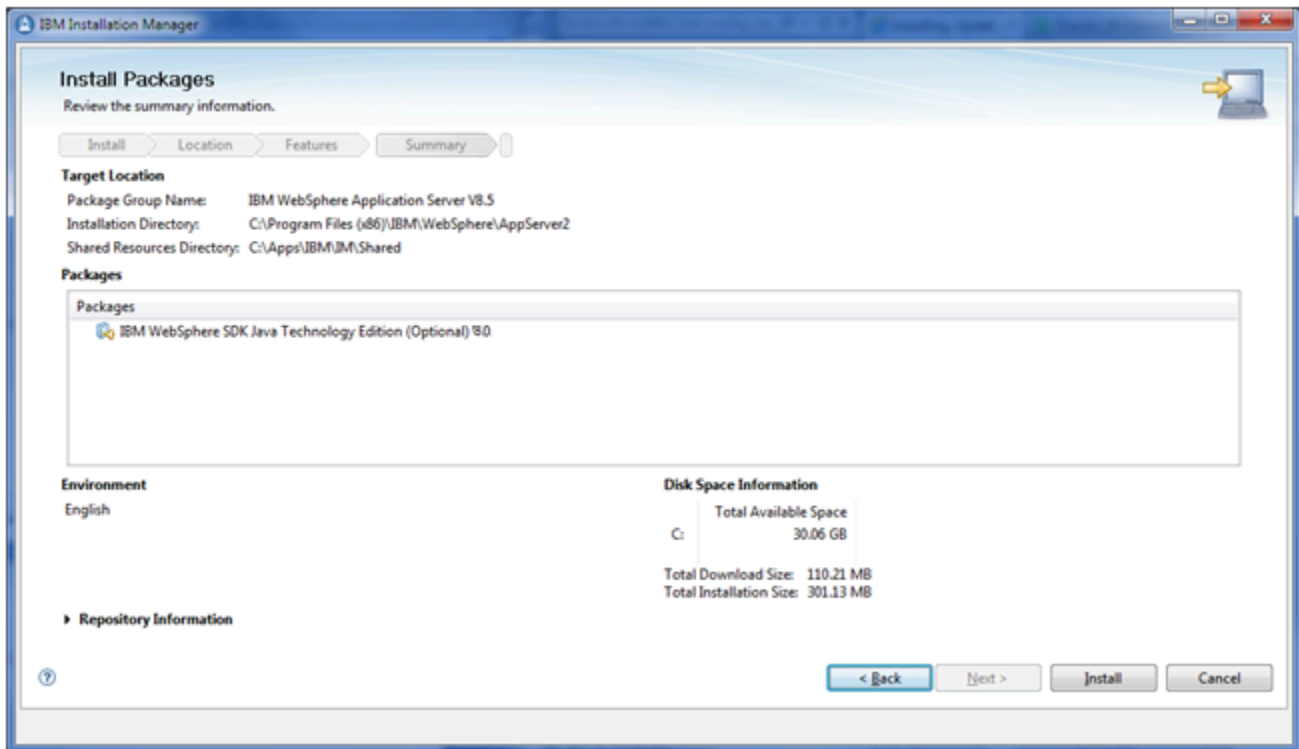 IBM Installation Manager
Install Packages
Review the summary information.
Install Location Features Summary
Target Location
Package Group Name: IBM WebSphere Application Server V8.5
Installation Directory: C:\Program Files (x86)\IBM\WebSphere\AppServer2
Shared Resources Directory: C:\Apps\IBM\IM\Shared
Packages
Packages
IBM WebSphere SDK Java Technology Edition (Optional) 8.0
Environment
English
Disk Space Information
Total Available Space
C: 30.06 GB
Total Download Size: 110.21 MB
Total Installation Size: 301.13 MB
Repository Information
< Back Next > Install Cancel